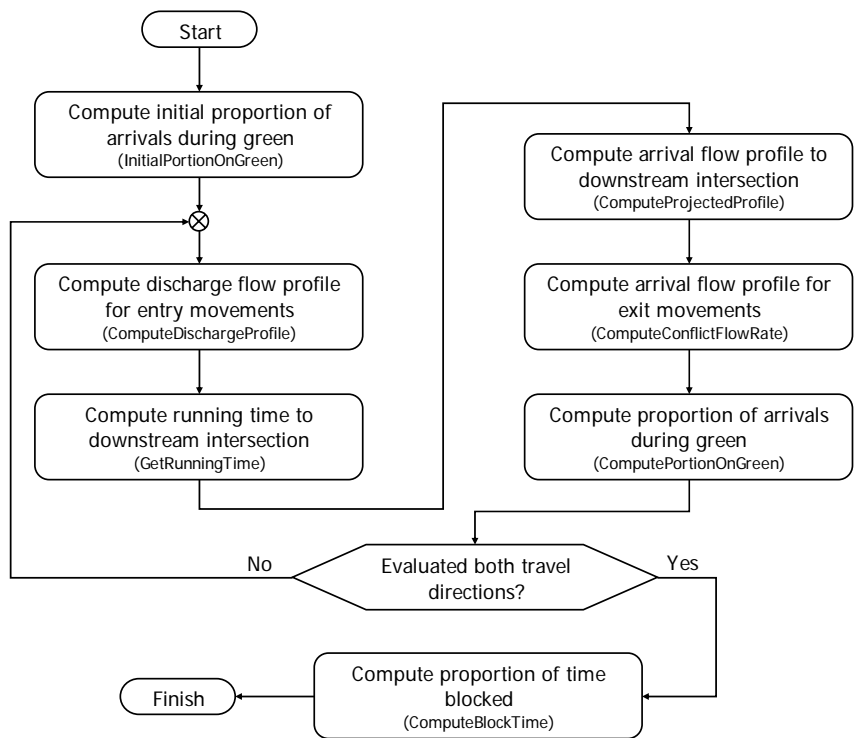 Start
Compute initial proportion of
arrivals during green
(InitialPortionOnGreen)
Compute discharge flow profile
for entry movements
(ComputeDischargeProfile)
Compute running time to
downstream intersection
(GetRunningTime)
Compute arrival flow profile to
downstream intersection
(ComputeProjectedProfile)
Compute arrival flow profile for
exit movements
(ComputeConflictFlowRate)
Compute proportion of arrivals
during green
(ComputePortionOnGreen)
No
Evaluated both travel
directions?
Yes
Compute proportion of time
blocked
(ComputeBlockTime)
Finish